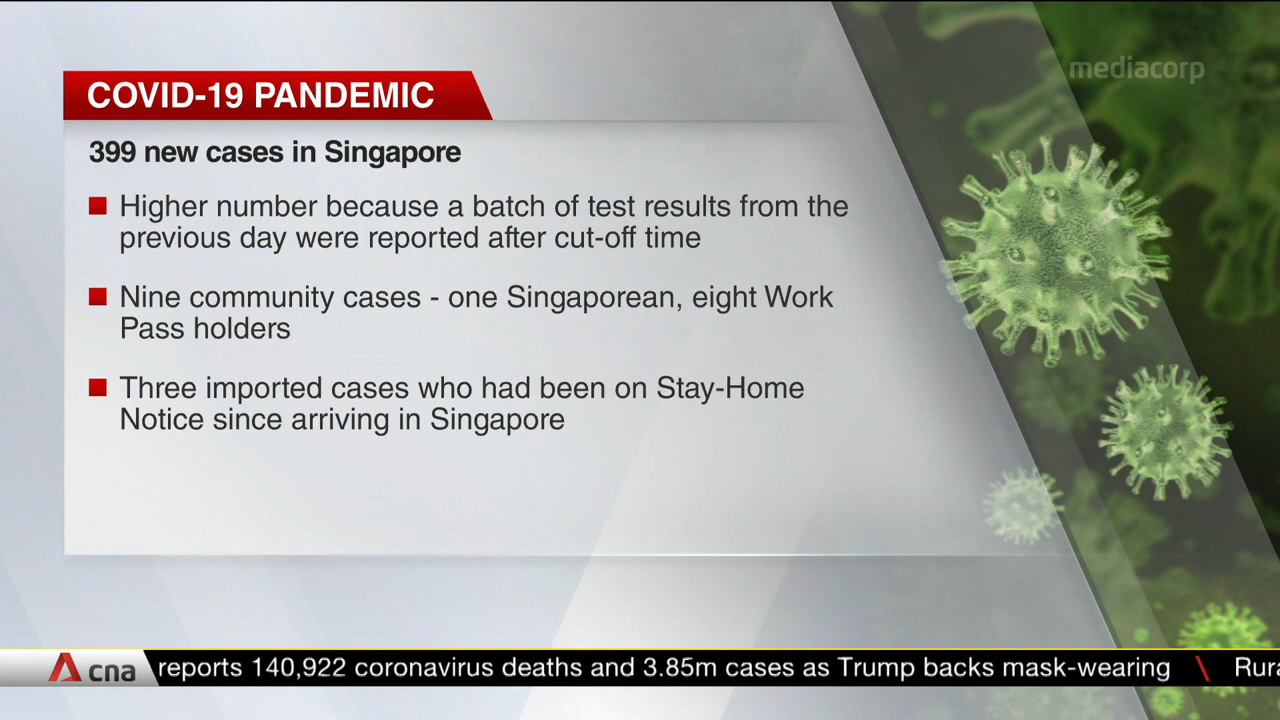 mediacorp
COVID-19 PANDEMIC
399 new cases in Singapore
Higher number because a batch of test results from the
previous day were reported after cut-off time
Nine community cases - one Singaporean, eight Work
Pass holders
Three imported cases who had been on Stay-Home
Notice since arriving in Singapore
cna
reports 140,922 coronavirus deaths and 3.85m cases as Trump backs mask-wearing \